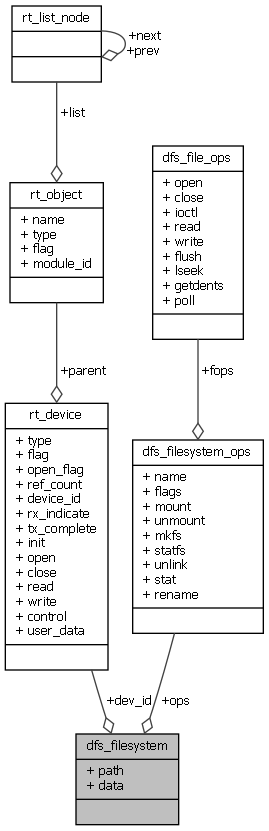 rt_list_node
+next
+prev
+list
rt_object
+ name
+ type
+ flag
+ module_id
dfs_file_ops
+ open
+ close
+ ioctl
+ read
+ write
+ flush
+ lseek
+ getdents
+ poll
+parent
+fops
rt_device
+ type
+ flag
+ open_flag
+ ref_count
+ device_id
+ rx_indicate
+ tx_complete
+ init
+ open
+ close
+ read
+ write
+ control
+ user_data
dfs_filesystem_ops
+ name
+ flags
+ mount
+ unmount
+ mkfs
+ statfs
+ unlink
+ stat
+ rename
+dev_id
+ops
dfs_filesystem
+ path
+ data